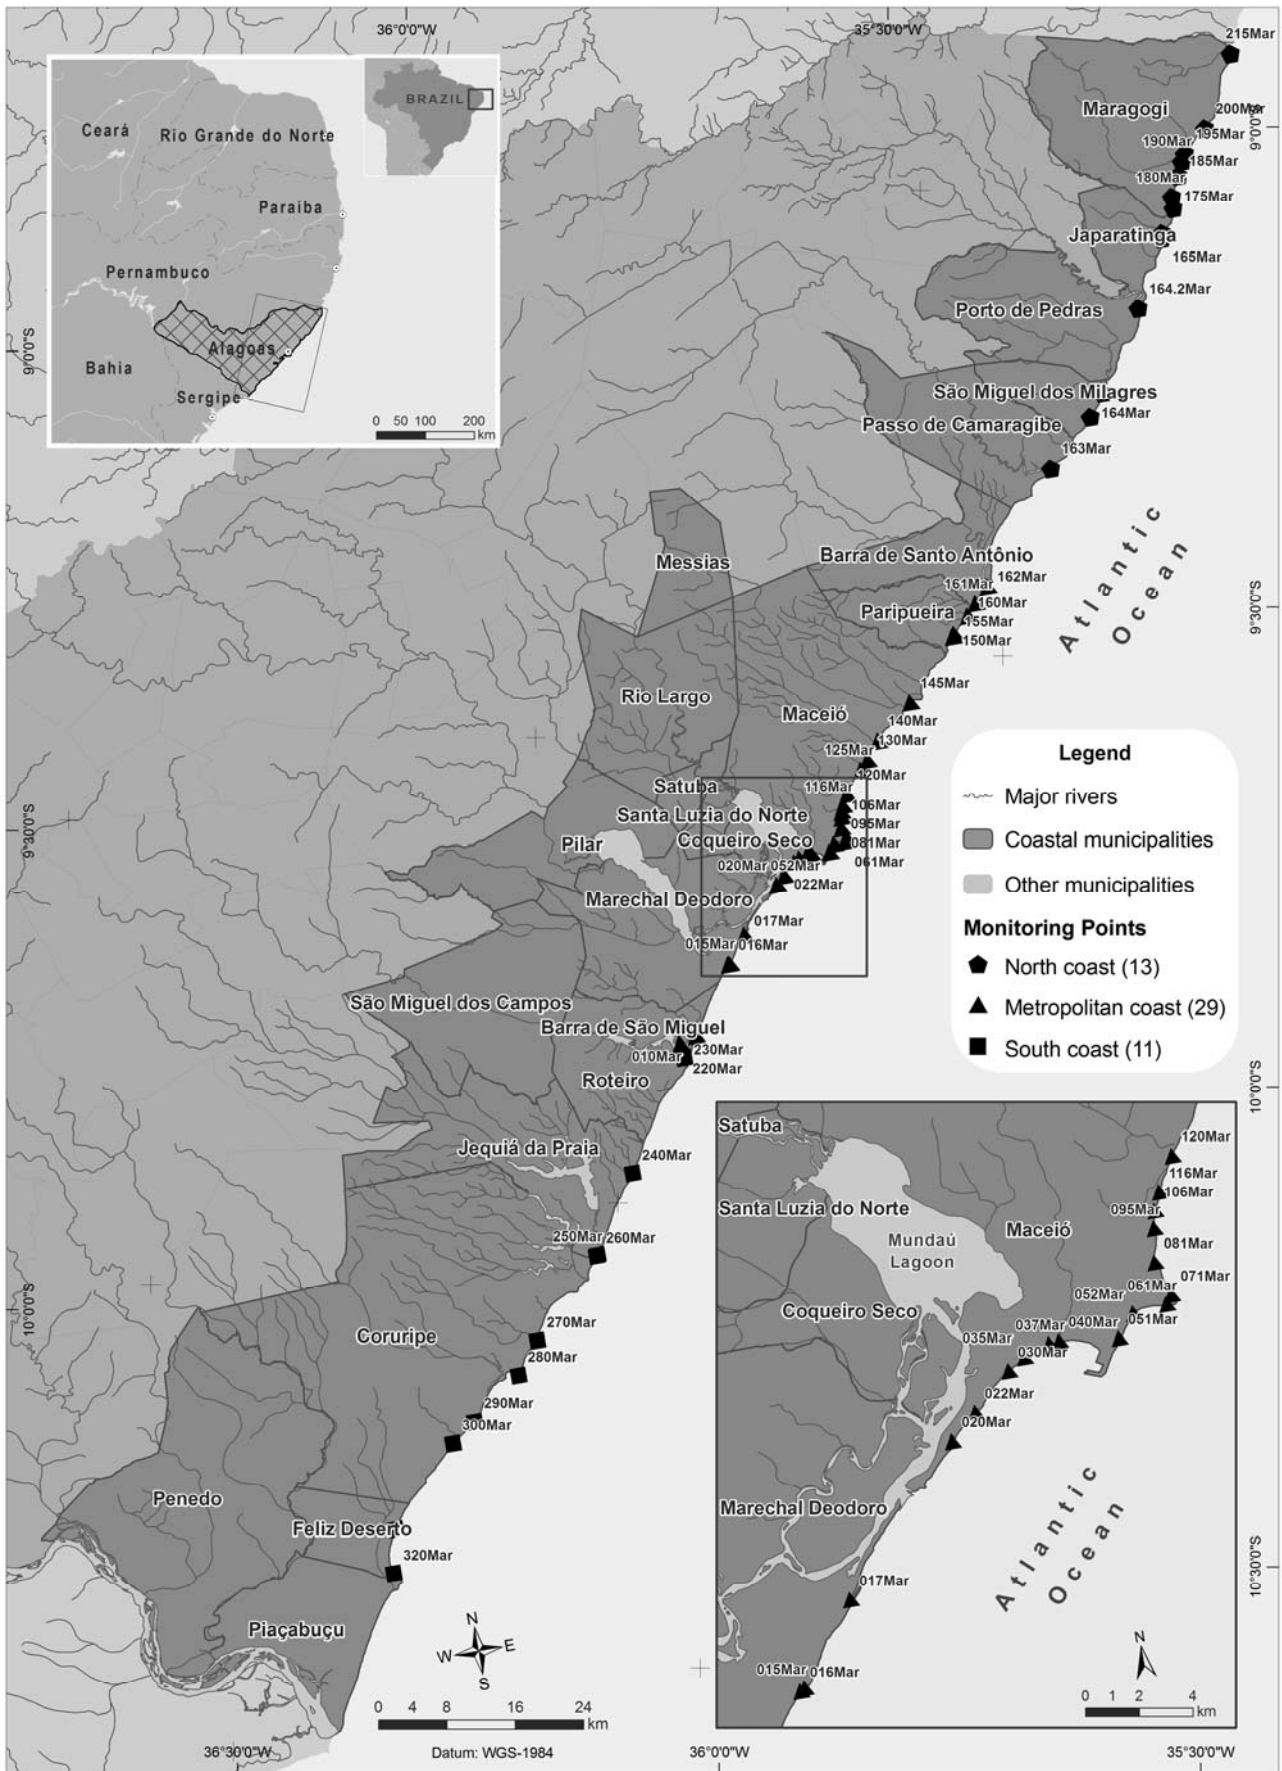 36°0'0"W
35°30'0"W
215Mar
Maragogi
200Mar
195Mar
190Mar
185Mar
180Mar
175Mar
9°0'0"S
Japaratinga
165Mar
164.2Mar
Porto de Pedras
São Miguel dos Milagres
164Mar
Passo de Camaragibe
163Mar
BRAZIL
Ceará
Rio Grande do Norte
Paraiba
Pernambuco
Alagoas
Bahia
Sergipe
0 50 100 200
km
9°0'0"S
Atlantic
Ocean
Messias
Barra de Santo Antônio
162Mar
161Mar
160Mar
Paripueira
155Mar
150Mar
9°30'0"S
Rio Largo
145Mar
Maceió
140Mar
130Mar
125Mar
120Mar
Satuba
116Mar
Santa Luzia do Norte
106Mar
095Mar
Pilar
Coqueiro Seco
081Mar
020Mar
052Mar
061Mar
022Mar
Marechal Deodoro
017Mar
015Mar
016Mar
9°30'0"S
Legend
Major rivers
Coastal municipalities
Other municipalities
Monitoring Points
North coast (13)
Metropolitan coast (29)
South coast (11)
São Miguel dos Campos
Barra de São Miguel
010Mar
230Mar
220Mar
Roteiro
10°0'0"S
Jequiá da Praia
240Mar
250Mar
260Mar
270Mar
Coruripe
280Mar
290Mar
300Mar
10°0'0"S
Penedo
Feliz Deserto
320Mar
Piaçabuçu
N
W
E
S
0 4 8 16 24
km
Datum: WGS-1984
Satuba
120Mar
116Mar
106Mar
Santa Luzia do Norte
095Mar
Mundaú
Lagoon
Maceió
081Mar
071Mar
061Mar
052Mar
Coqueiro Seco
051Mar
037Mar
040Mar
035Mar
030Mar
022Mar
020Mar
Marechal Deodoro
Atlantic
Ocean
017Mar
015Mar
016Mar
N
0 1 2 4
km
10°30'0"S
36°30'0"W
36°0'0"W
35°30'0"W